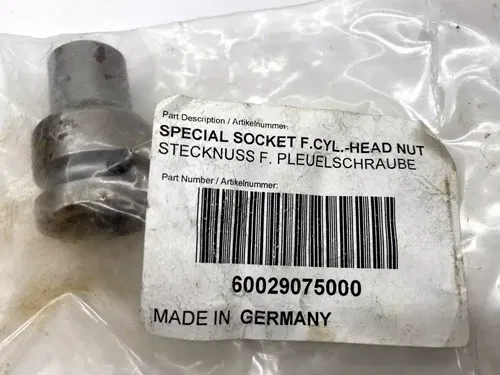 Part Description / Artikelnummer:
SPECIAL SOCKET F.CYL.-HEAD NUT
STECKNUSS F. PLEUELSCHRAUBE
Part Number / Artikelnummer:
60029075000
MADE IN GERMANY